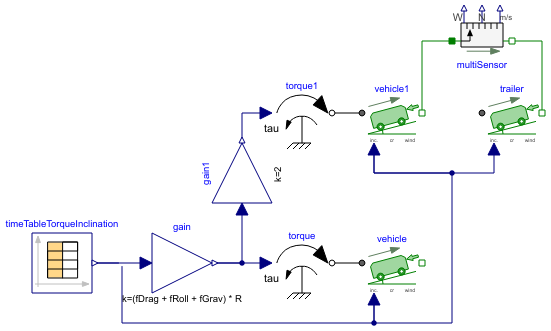 W N m/s
multiSensor
torque1
vehicle1
trailer
tau
inc. cr wind
inc. cr wind
gain1
k=2
timeTableTorqueInclination
gain
torque
vehicle
tau
inc. cr wind
k=(fDrag + fRoll + fGrav) * R